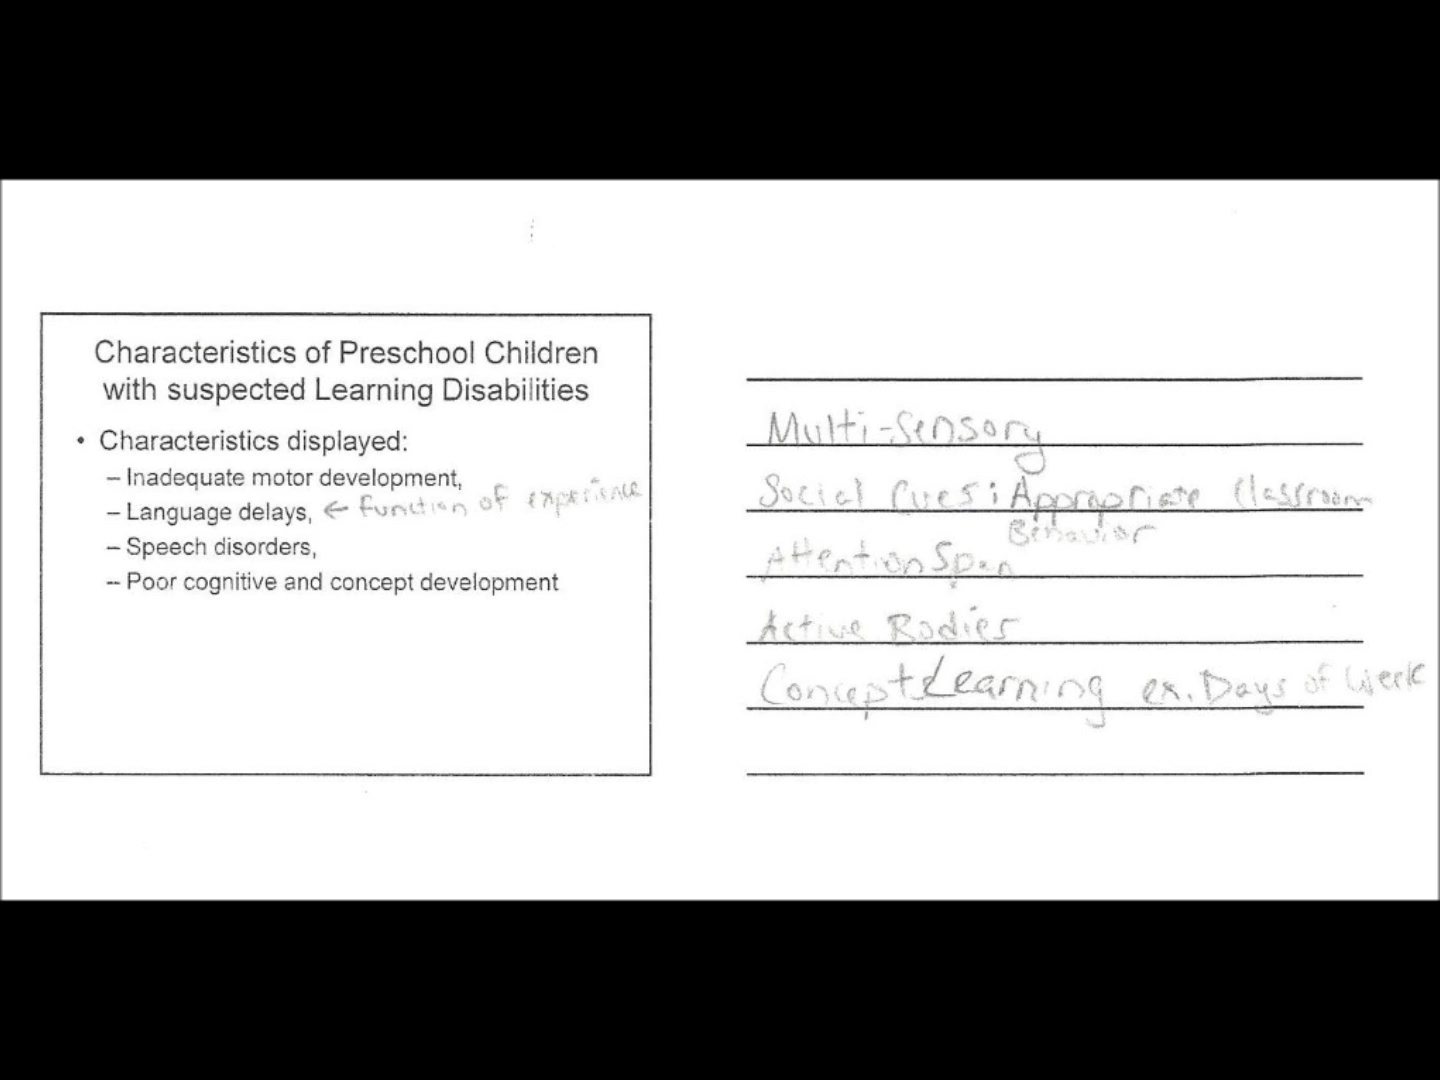 Characteristics of Preschool Children
with suspected Learning Disabilities
• Characteristics displayed:
– Inadequate motor development,
– Language delays, ← function of experience
– Speech disorders,
– Poor cognitive and concept development
Multi-Sensory
Social Cues: Appropriate Classroom
Behavior
Attention Span
Active Bodies
Concepts Learning ex. Days of Week